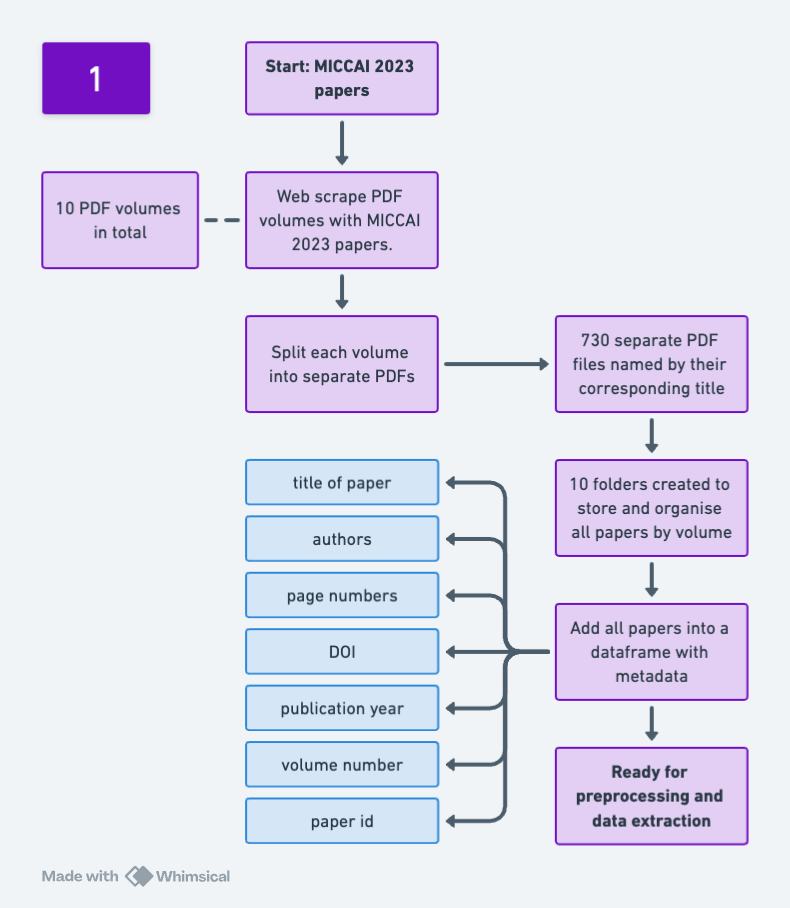 1
Start: MICCAI 2023
papers
10 PDF volumes
in total
Web scrape PDF
volumes with MICCAI
2023 papers.
Split each volume
into separate PDFs
730 separate PDF
files named by their
corresponding title
10 folders created to
store and organise
all papers by volume
Add all papers into a
dataframe with
metadata
title of paper
authors
page numbers
DOI
publication year
volume number
paper id
Ready for
preprocessing and
data extraction
Made with Whimsical